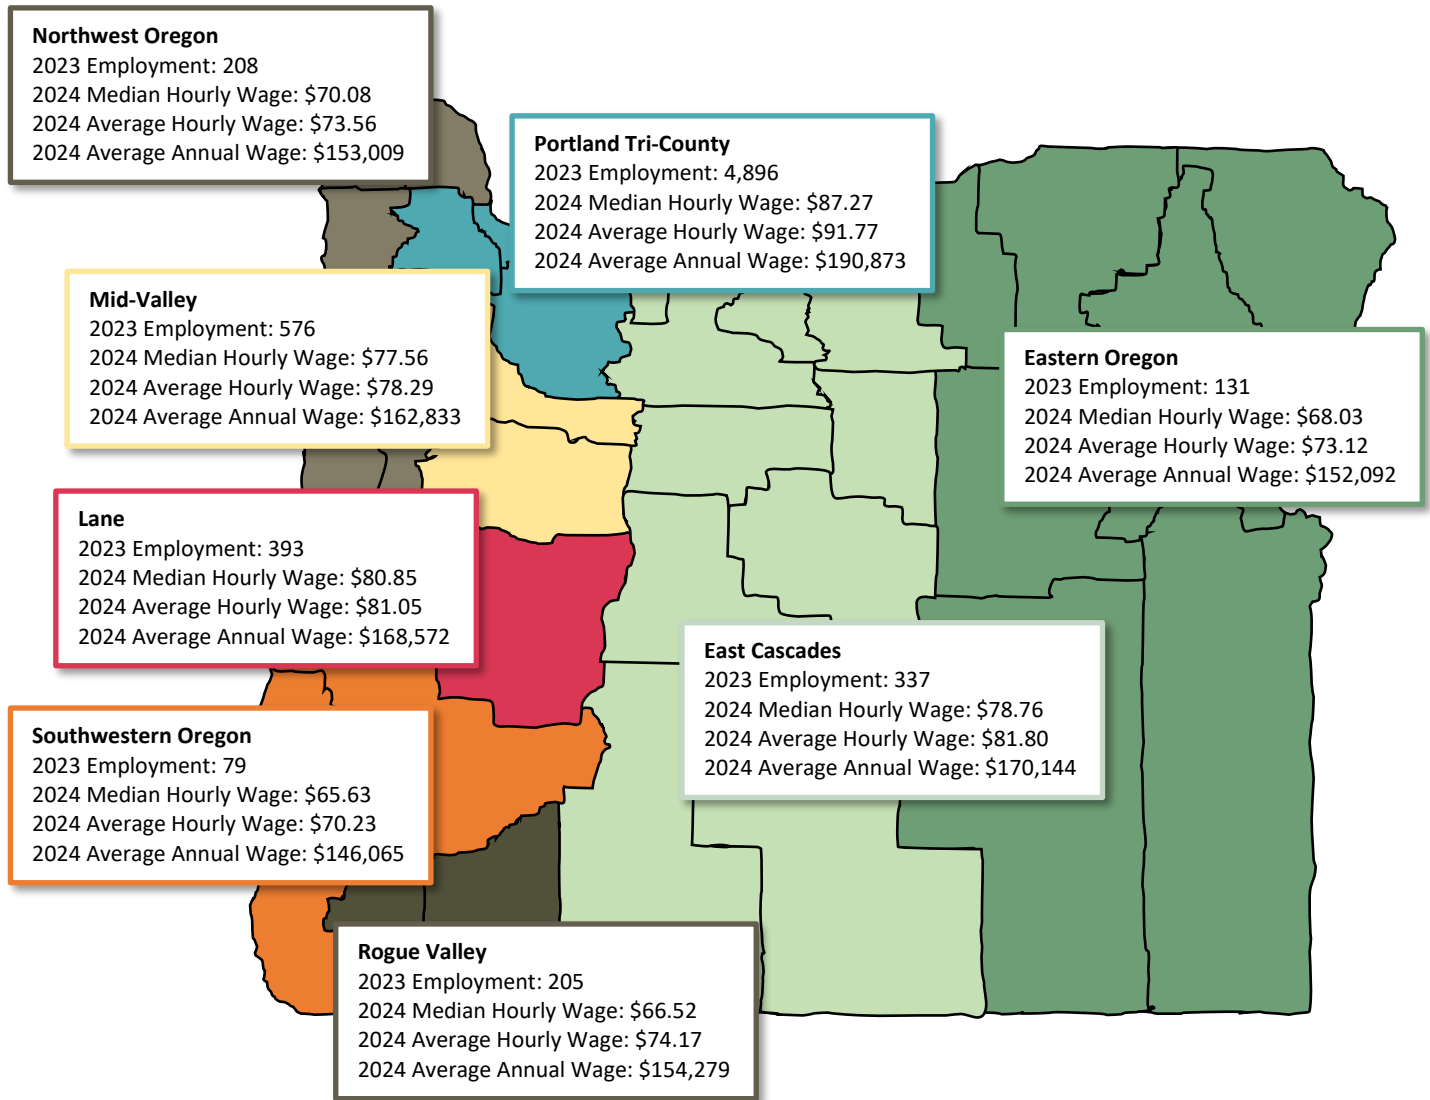 Northwest Oregon
2023 Employment: 208
2024 Median Hourly Wage: $70.08
2024 Average Hourly Wage: $73.56
2024 Average Annual Wage: $153,009
Portland Tri-County
2023 Employment: 4,896
2024 Median Hourly Wage: $87.27
2024 Average Hourly Wage: $91.77
2024 Average Annual Wage: $190,873
Mid-Valley
2023 Employment: 576
2024 Median Hourly Wage: $77.56
2024 Average Hourly Wage: $78.29
2024 Average Annual Wage: $162,833
Eastern Oregon
2023 Employment: 131
2024 Median Hourly Wage: $68.03
2024 Average Hourly Wage: $73.12
2024 Average Annual Wage: $152,092
Lane
2023 Employment: 393
2024 Median Hourly Wage: $80.85
2024 Average Hourly Wage: $81.05
2024 Average Annual Wage: $168,572
East Cascades
2023 Employment: 337
2024 Median Hourly Wage: $78.76
2024 Average Hourly Wage: $81.80
2024 Average Annual Wage: $170,144
Southwestern Oregon
2023 Employment: 79
2024 Median Hourly Wage: $65.63
2024 Average Hourly Wage: $70.23
2024 Average Annual Wage: $146,065
Rogue Valley
2023 Employment: 205
2024 Median Hourly Wage: $66.52
2024 Average Hourly Wage: $74.17
2024 Average Annual Wage: $154,279